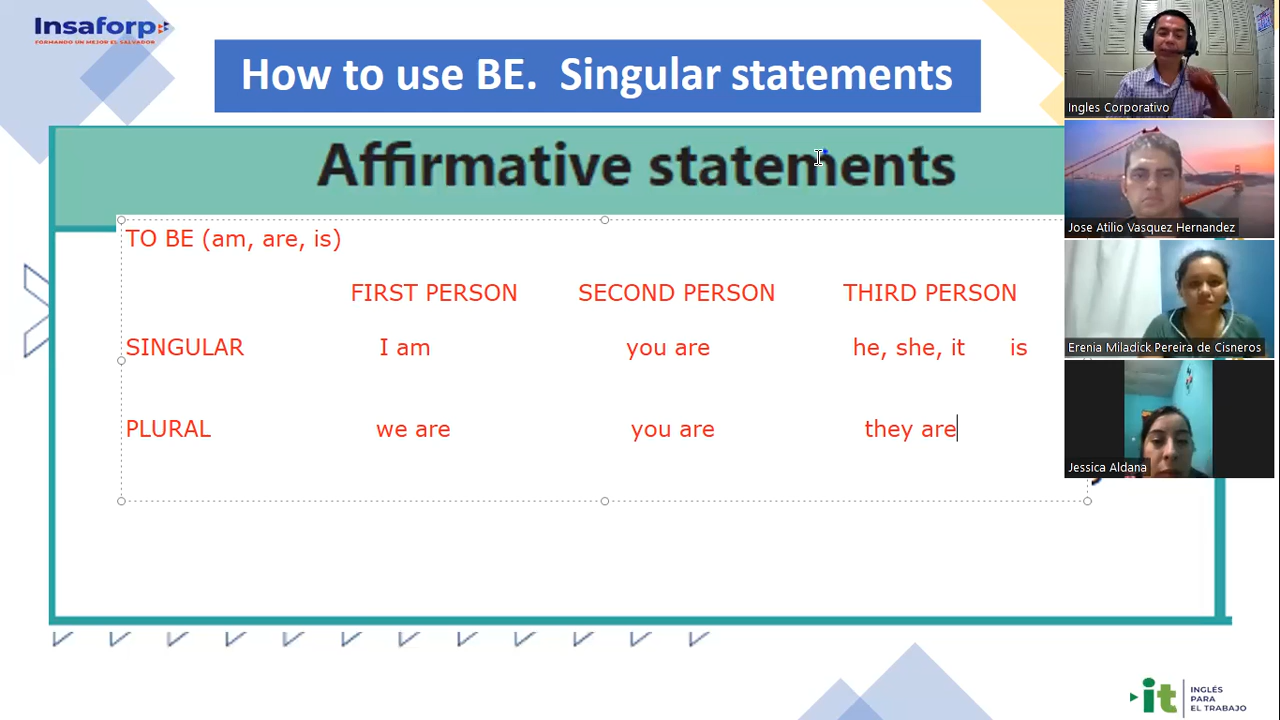 Insaforp
FORMANDO UN MEJOR EL SALVADOR
How to use BE. Singular statements
Affirmative statements
TO BE (am, are, is)
FIRST PERSON SECOND PERSON THIRD PERSON
SINGULAR I am you are he, she, it is
PLURAL we are you are they are
Ingles Corporativo
Jose Atilio Vasquez Hernandez
Erenia Miladick Pereira de Cisneros
Jessica Aldana
it
INGLÉS
PARA
EL TRABAJO